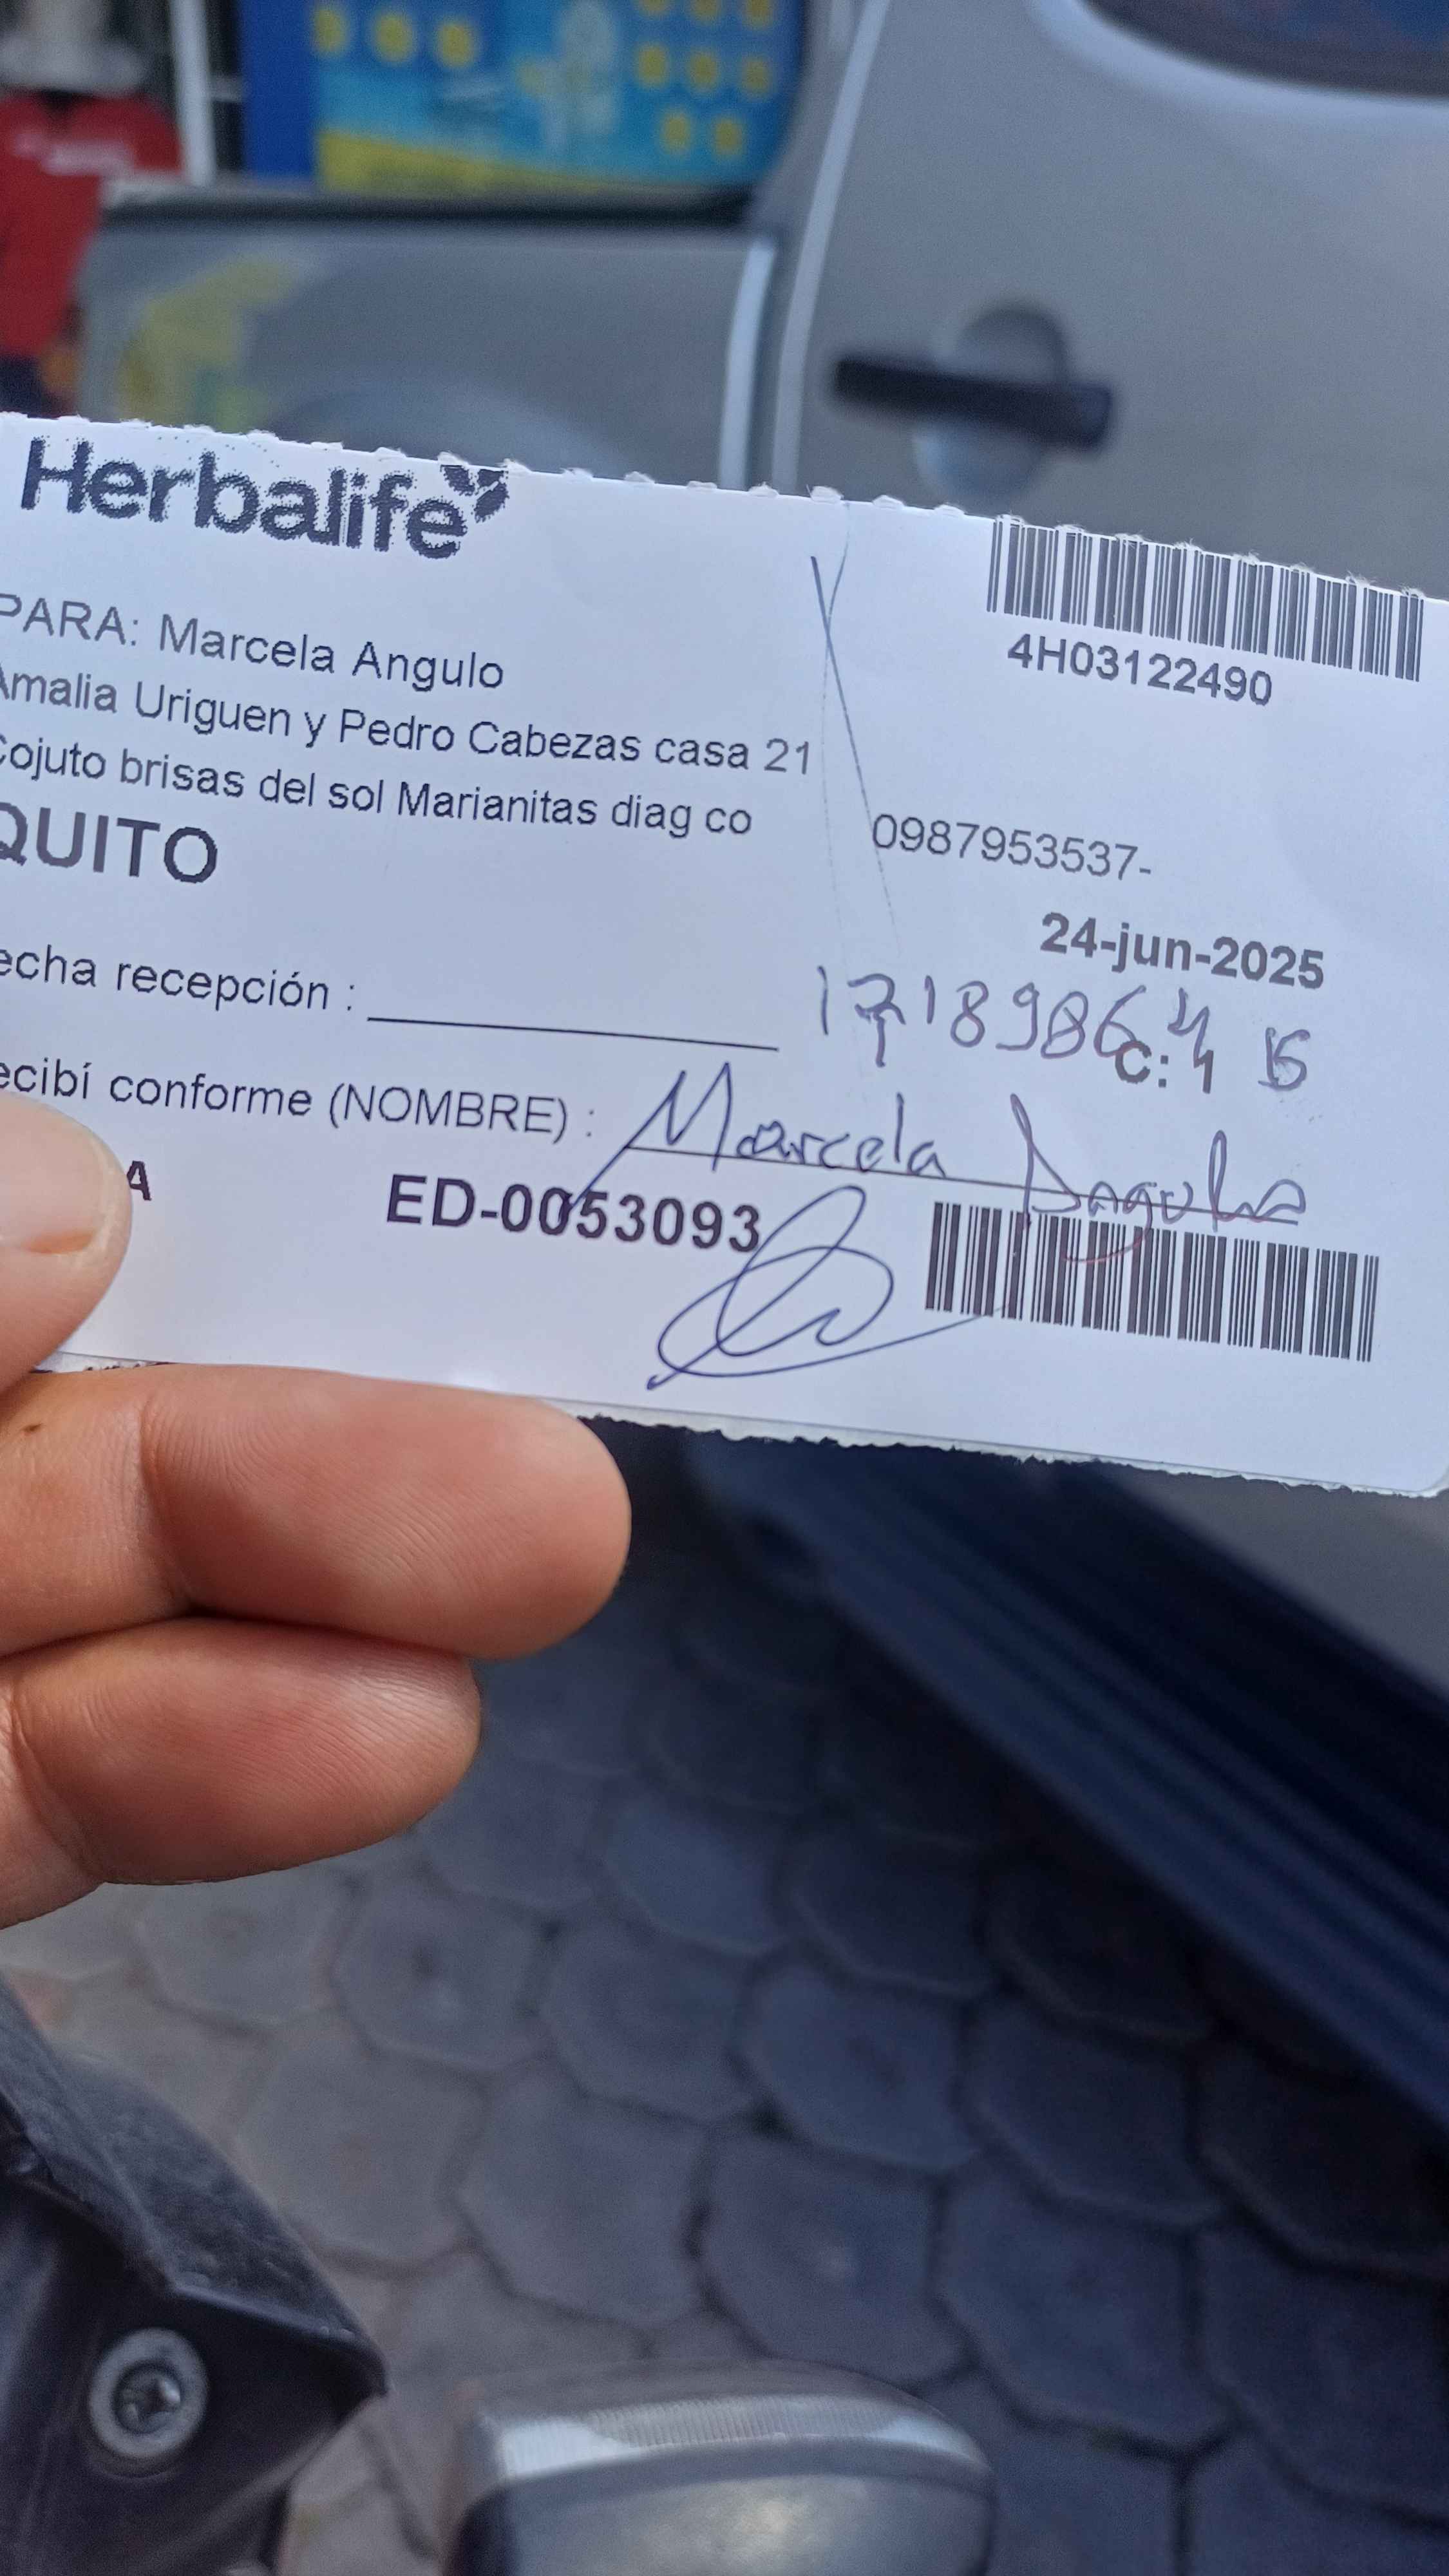 Herbalife
4H03122490
PARA: Marcela Angulo
Amalia Uriguen y Pedro Cabezas casa 21
Cojuto brisas del sol Marianitas diag co
0987953537-
QUITO
24-jun-2025
echa recepción :
C: 1
ecibí conforme (NOMBRE) : Marcela Angulo
A
ED-0053093